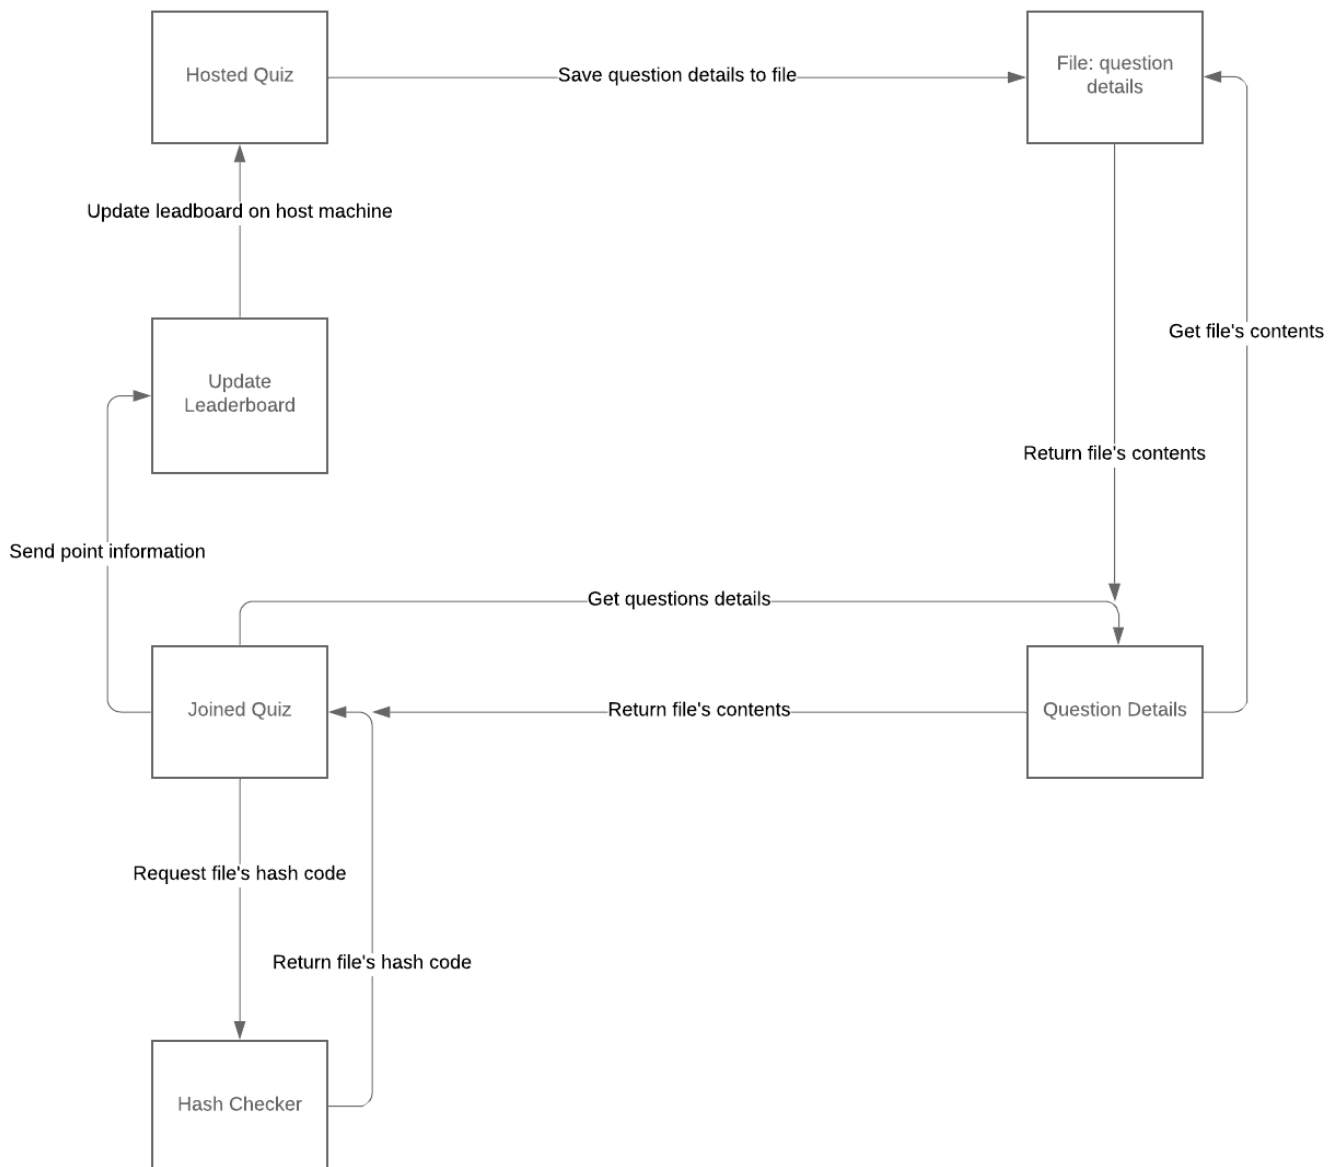 Hosted Quiz
Save question details to file
File: question
details
Update leadboard on host machine
Get file's contents
Update
Leaderboard
Return file's contents
Send point information
Get questions details
Joined Quiz
Return file's contents
Question Details
Request file's hash code
Return file's hash code
Hash Checker